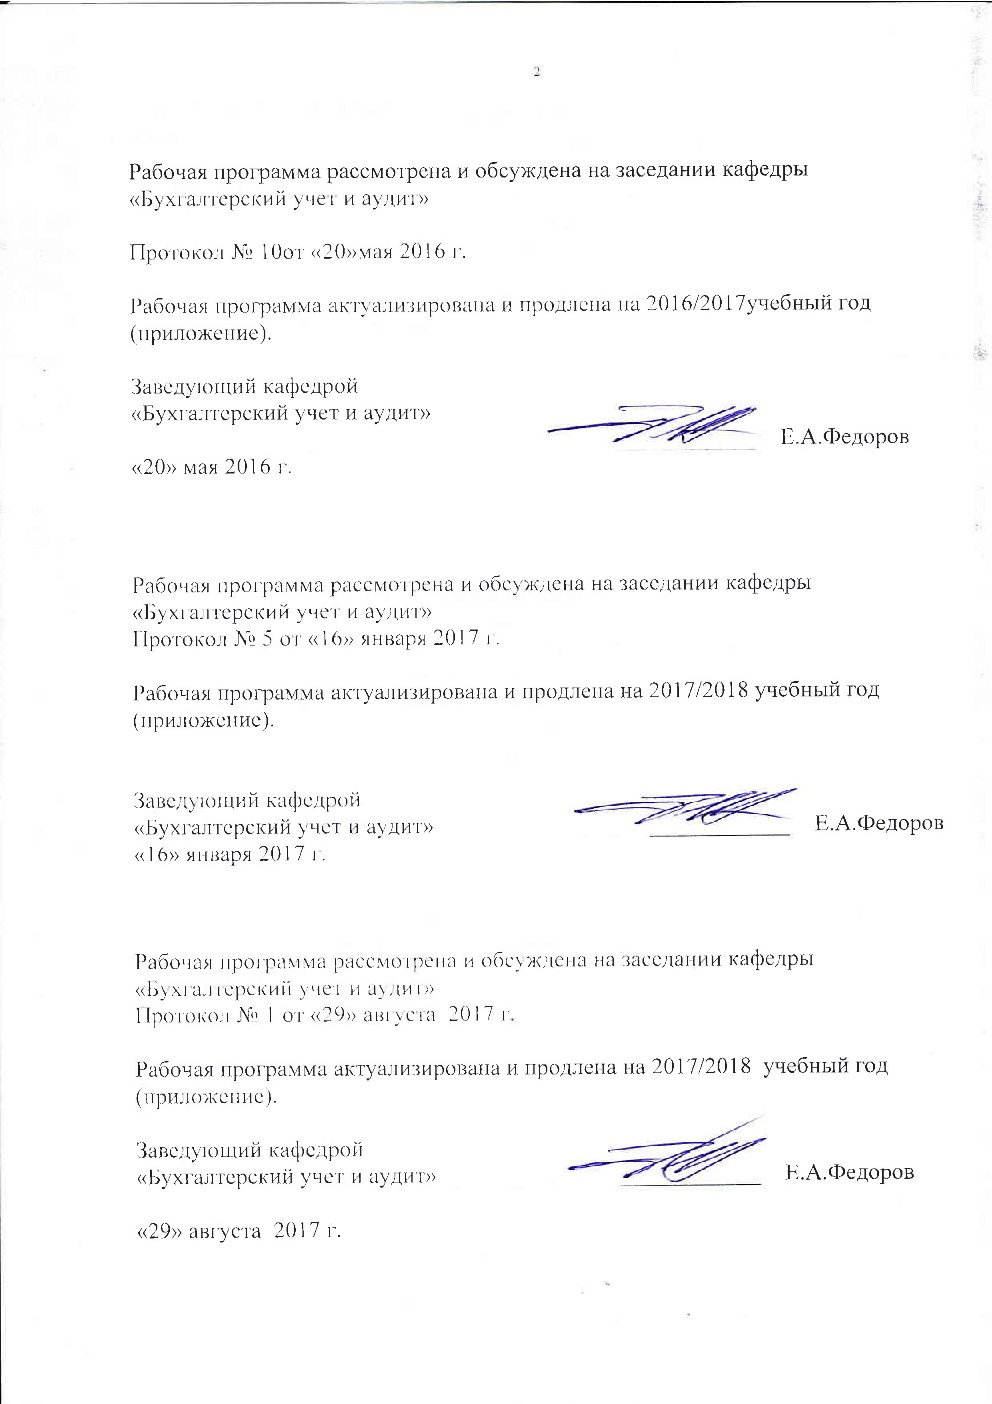 2
Рабочая программа рассмотрена и обсуждена на заседании кафедры
«Бухгалтерский учет и аудит»
Протокол № 10от «20»мая 2016 г.
Рабочая программа актуализирована и продлена на 2016/2017учебный год
(приложение).
Заведующий кафедрой
«Бухгалтерский учет и аудит»
Е.А.Федоров
«20» мая 2016 г.
Рабочая программа рассмотрена и обсуждена на заседании кафедры
«Бухгалтерский учет и аудит»
Протокол № 5 от «16» января 2017 г.
Рабочая программа актуализирована и продлена на 2017/2018 учебный год
(приложение).
Заведующий кафедрой
«Бухгалтерский учет и аудит»
Е.А.Федоров
«16» января 2017 г.
Рабочая программа рассмотрена и обсуждена на заседании кафедры
«Бухгалтерский учет и аудит»
Протокол № 1 от «29» августа 2017 г.
Рабочая программа актуализирована и продлена на 2017/2018 учебный год
(приложение).
Заведующий кафедрой
«Бухгалтерский учет и аудит»
Е.А.Федоров
«29» августа 2017 г.